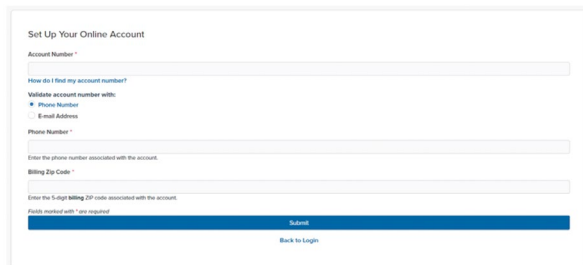 Set Up Your Online Account
Account Number *
How do I find my account number?
Validate account number with:
Phone Number
E-mail Address
Phone Number *
Enter the phone number associated with the account.
Billing Zip Code *
Enter the 5-digit billing ZIP code associated with the account.
Fields marked with * are required
Submit
Back to Login